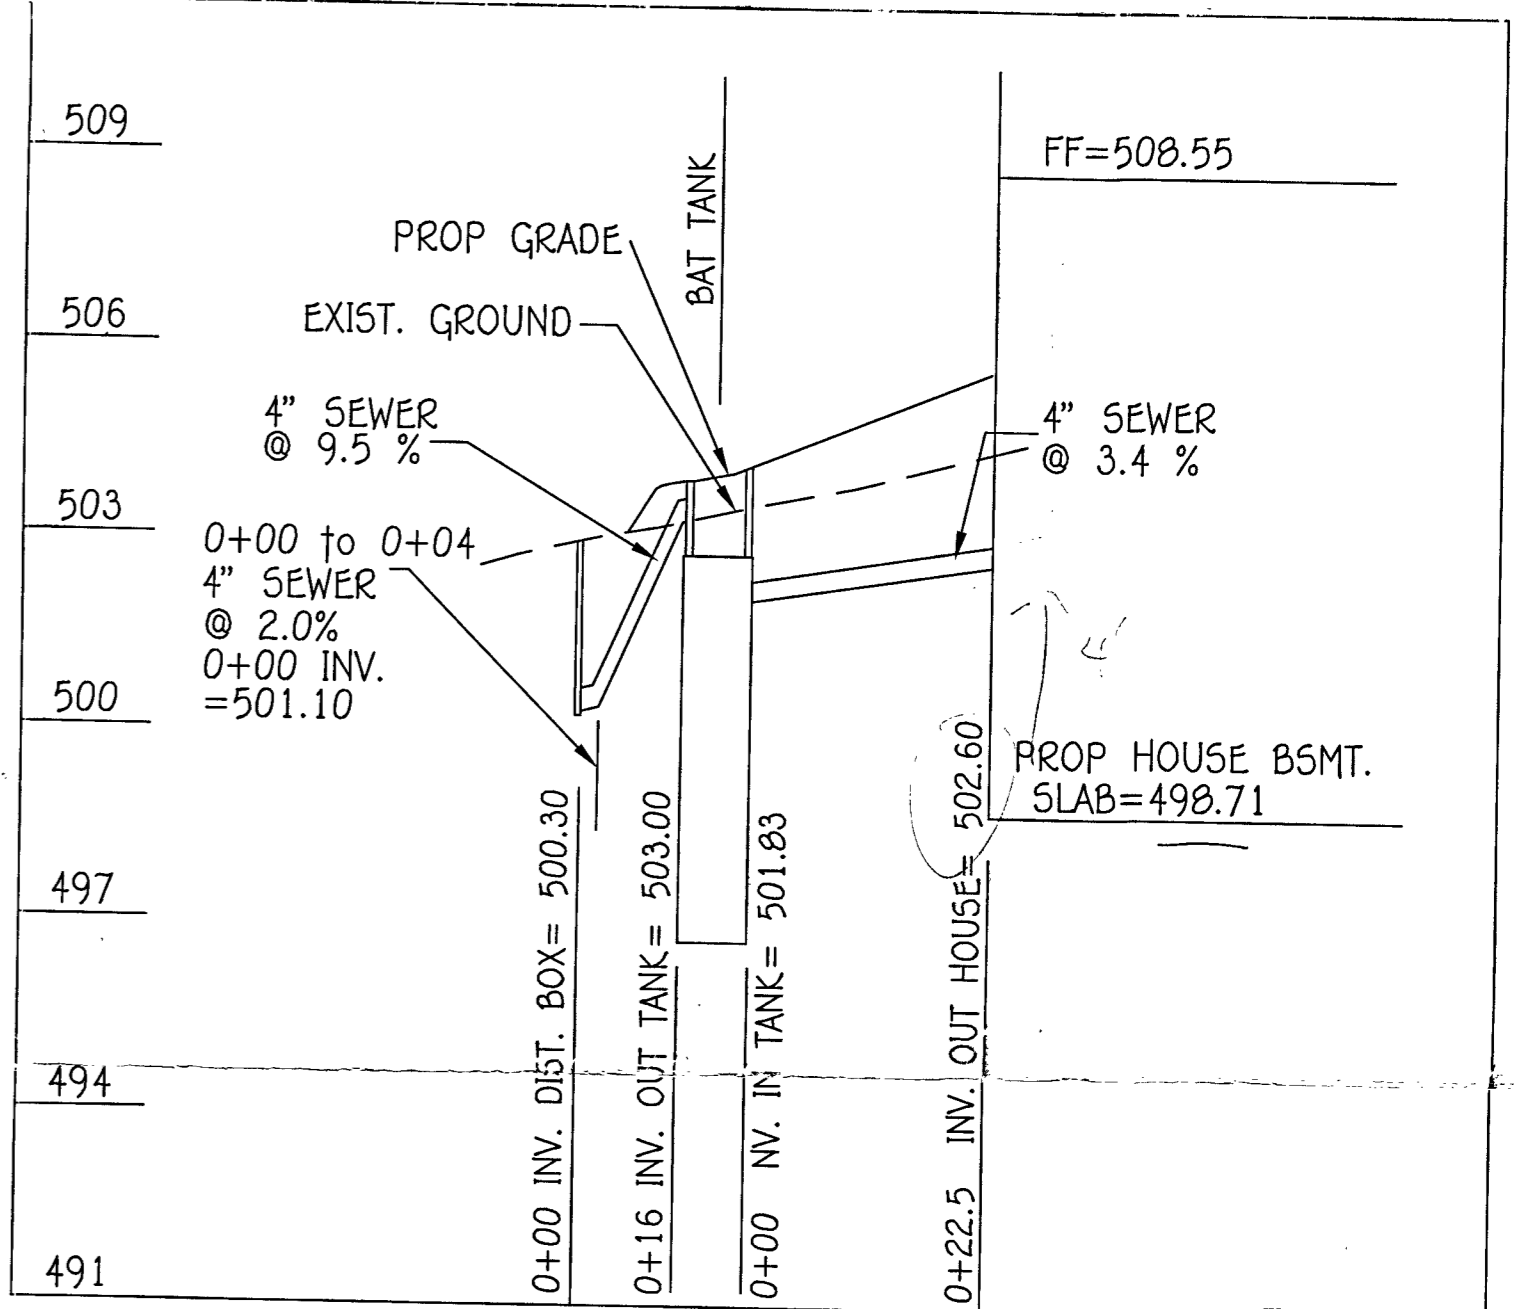 509
FF=508.55
BAT TANK
PROP GRADE
506
EXIST. GROUND
4" SEWER
@ 9.5 %
4" SEWER
@ 3.4 %
503
0+00 to 0+04
4" SEWER
@ 2.0%
0+00 INV.
=501.10
500
PROP HOUSE BSMT.
SLAB=498.71
497
494
491
0+00 INV. DIST. BOX= 500.30
0+16 INV. OUT TANK= 503.00
0+00 NV. IN TANK= 501.83
0+22.5 INV. OUT HOUSE= 502.60